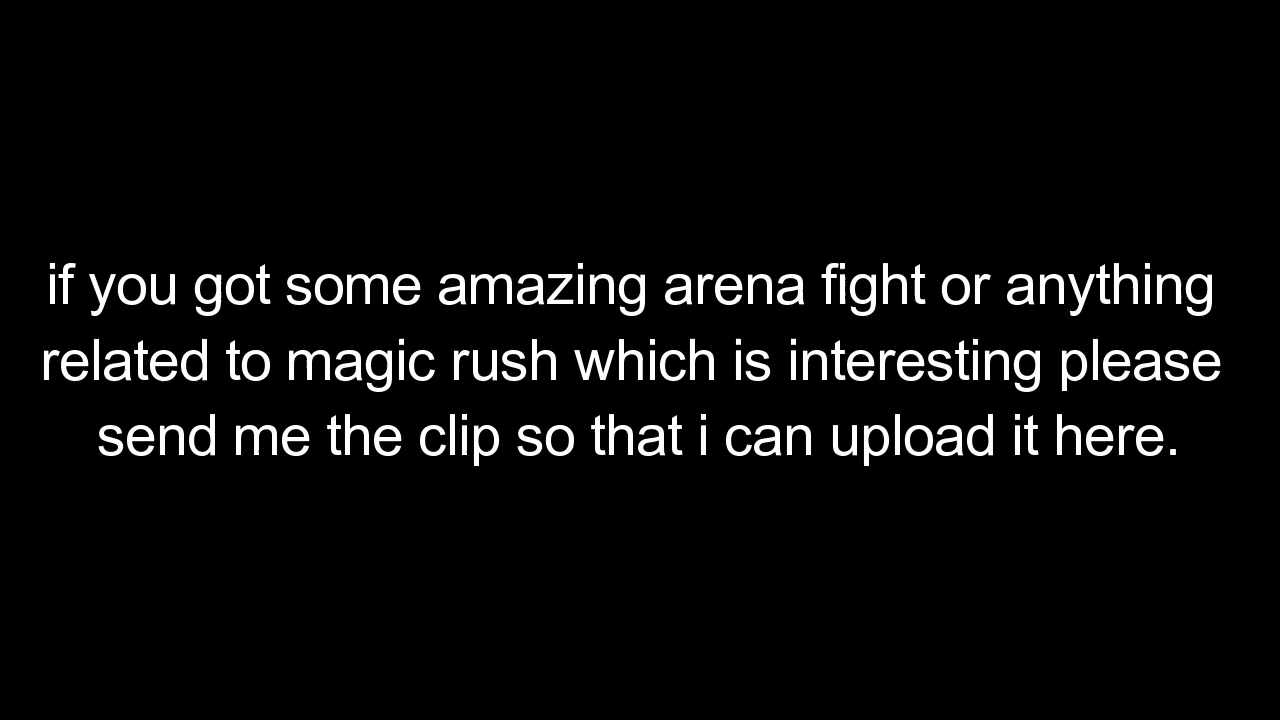 if you got some amazing arena fight or anything
related to magic rush which is interesting please
send me the clip so that i can upload it here.